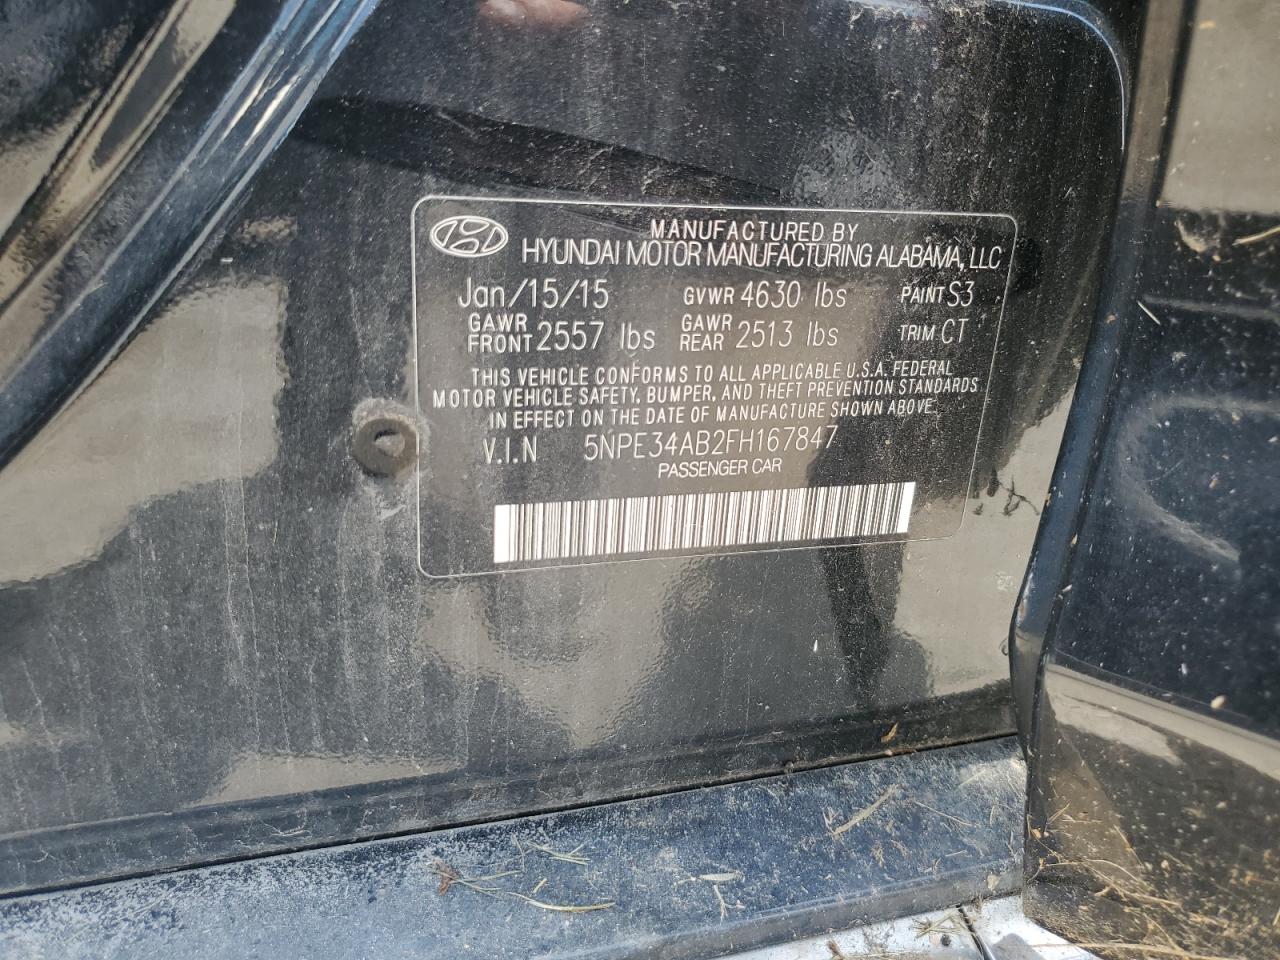 MANUFACTURED BY
HYUNDAI MOTOR MANUFACTURING ALABAMA, LLC
Jan/15/15 GVWR 4630 lbs PAINT S3
GAWR FRONT 2557 lbs GAWR REAR 2513 lbs TRIM CT
THIS VEHICLE CONFORMS TO ALL APPLICABLE U.S.A. FEDERAL
MOTOR VEHICLE SAFETY, BUMPER, AND THEFT PREVENTION STANDARDS
IN EFFECT ON THE DATE OF MANUFACTURE SHOWN ABOVE.
V.I.N 5NPE34AB2FH167847
PASSENGER CAR